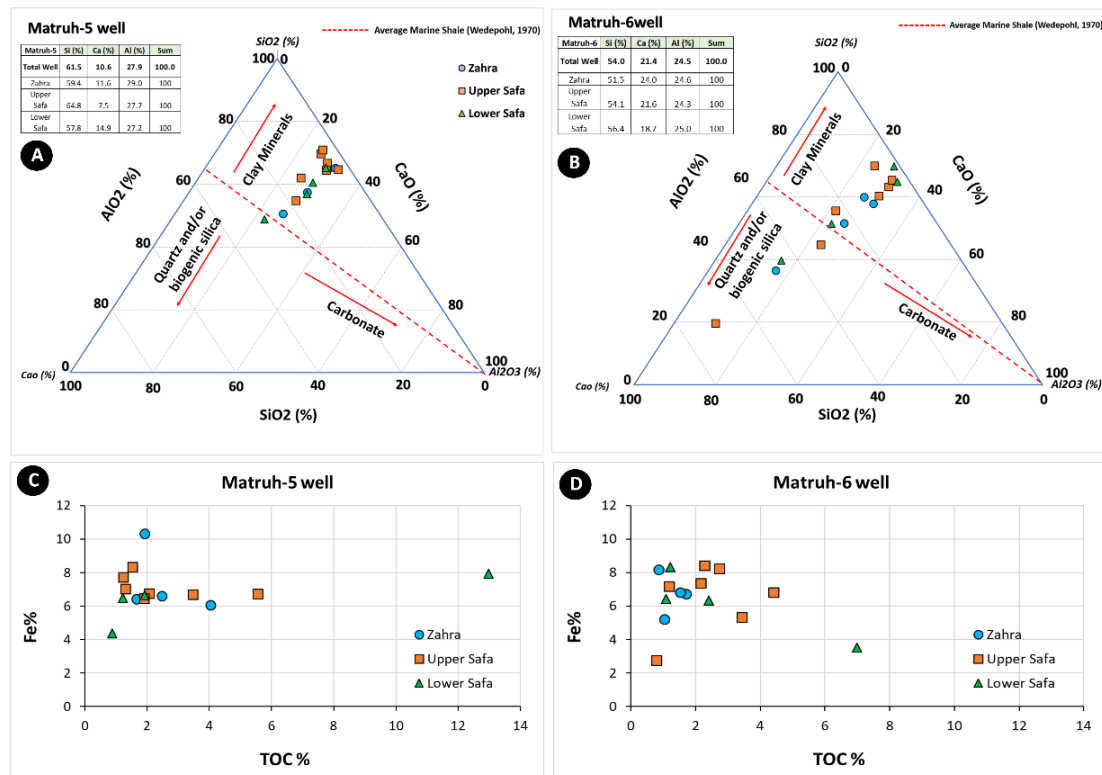 Matruh-5 well
Average Marine Shale (Wedepohl, 1970)
Matruh-5 Si (%) Ca (%) Al (%) Sum
Total Well 61.5 10.6 27.9 100.0
Zahra 59.4 11.6 29.0 100
Upper
Safa 64.8 7.5 27.7 100
Lower
Safa 57.8 14.9 27.2 100
SiO2 (%)
100 0
Zahra
Upper Safa
Lower Safa
A
80 20
Clay Minerals
CaO (%)
AlO2 (%)
60 40
Quartz and/or
biogenic silica
80 60
80 80
Carbonate
0 100
Cao (%) Al2O3 (%)
100 80 60 40 20 0
SiO2 (%)
Matruh-6well
Average Marine Shale (Wedepohl, 1970)
SiO2 (%)
Matruh-6 Si (%) Ca (%) Al (%) Sum
Total Well 54.0 21.4 24.5 100.0
Zahra 51.5 24.0 24.6 100
Upper
Safa 54.1 21.6 24.3 100
Lower
Safa 56.4 18.7 25.0 100
100 0
B
80 20
Clay Minerals
CaO (%)
AlO2 (%)
60 40
Quartz and/or
biogenic silica
40 60
20 80
Carbonate
0 100
Cao (%) Al2O3 (%)
100 80 60 40 20 0
SiO2 (%)
C
Matruh-5 well
Fe%
12
10
8
6
4
2
0
Zahra
Upper Safa
Lower Safa
0 2 4 6 8 10 12 14
TOC %
D
Matruh-6 well
Fe%
12
10
8
6
4
2
0
Zahra
Upper Safa
Lower Safa
0 2 4 6 8 10 12 14
TOC %